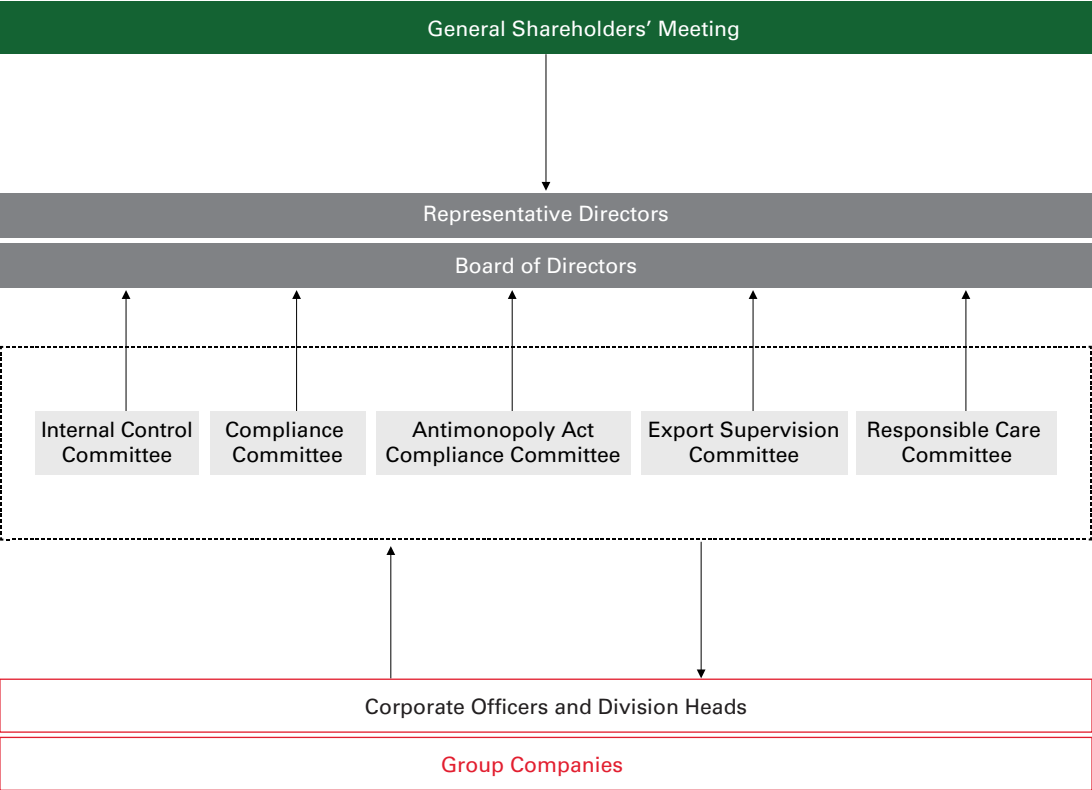 General Shareholders’ Meeting
Representative Directors
Board of Directors
Internal Control
Committee
Compliance
Committee
Antimonopoly Act
Compliance Committee
Export Supervision
Committee
Responsible Care
Committee
Corporate Officers and Division Heads
Group Companies